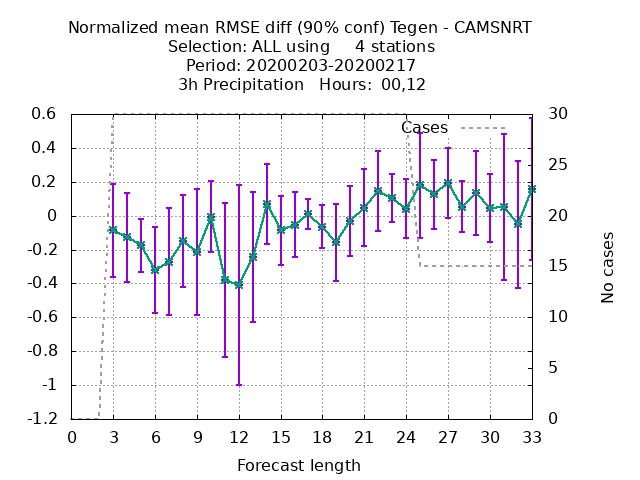 Normalized mean RMSE diff (90% conf) Tegen - CAMSNRT
Selection: ALL using     4 stations
Period: 20200203-20200217
3h Precipitation   Hours:  00,12
Cases
0.6
0.4
0.2
0
-0.2
-0.4
-0.6
-0.8
-1
-1.2
30
25
20
15
10
5
0
No cases
0 3 6 9 12 15 18 21 24 27 30 33
Forecast length